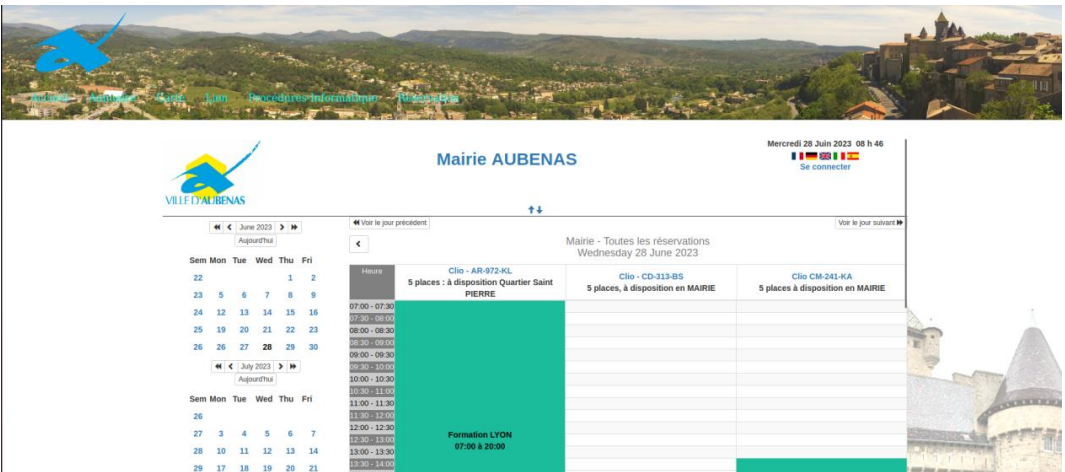 Accueil Annuaire Carte Lien Procédures Informatique Réservation
Mairie AUBENAS
Mercredi 28 Juin 2023 08 h 46
Se connecter
VILLE D'AUBENAS
June 2023
Aujourd'hui
Sem Mon Tue Wed Thu Fri
22 1 2
23 5 6 7 8 9
24 12 13 14 15 16
25 19 20 21 22 23
26 26 27 28 29 30
July 2023
Aujourd'hui
Sem Mon Tue Wed Thu Fri
26
27 3 4 5 6 7
28 10 11 12 13 14
29 17 18 19 20 21
Voir le jour précédent
Voir le jour suivant
Mairie - Toutes les réservations
Wednesday 28 June 2023
Heure
Clio - AR-972-KL
5 places : à disposition Quartier Saint
PIERRE
Clio - CD-313-BS
5 places, à disposition en MAIRIE
Clio CM-241-KA
5 places à disposition en MAIRIE
07:00 - 07:30
07:30 - 08:00
08:00 - 08:30
08:30 - 09:00
09:00 - 09:30
09:30 - 10:00
10:00 - 10:30
10:30 - 11:00
11:00 - 11:30
11:30 - 12:00
12:00 - 12:30
12:30 - 13:00
13:00 - 13:30
13:30 - 14:00
Formation LYON
07:00 à 20:00